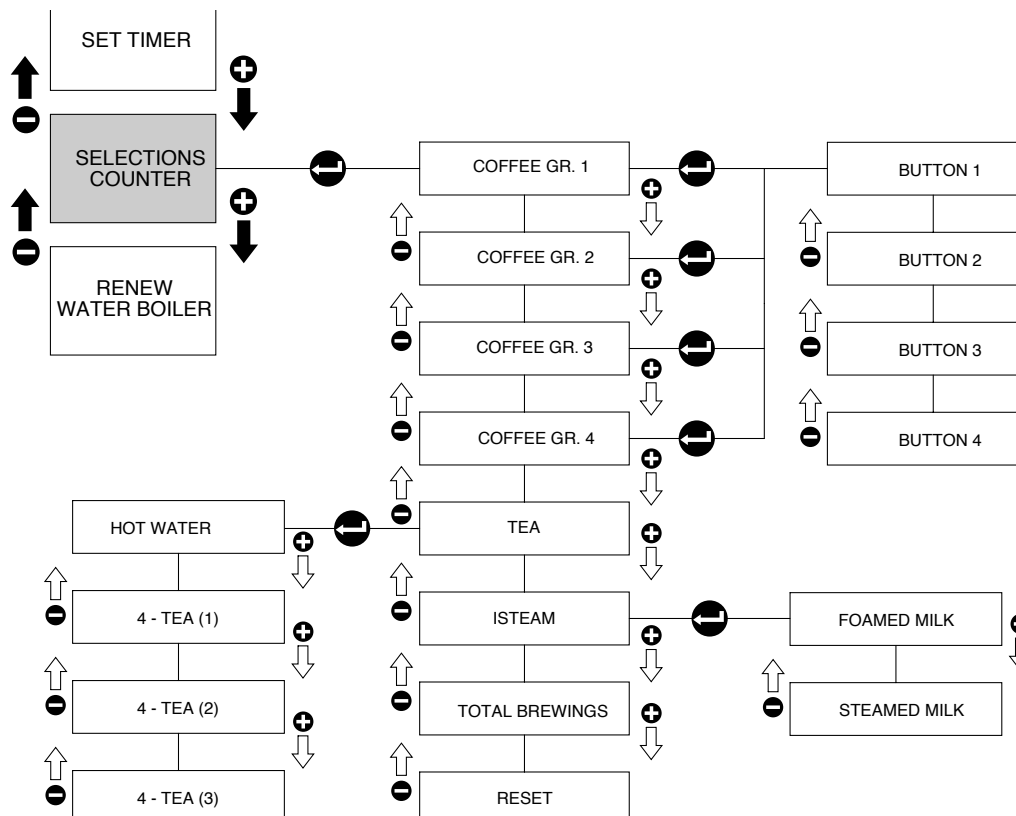 SET TIMER
SELECTIONS
COUNTER
RENEW
WATER BOILER
COFFEE GR. 1
COFFEE GR. 2
COFFEE GR. 3
COFFEE GR. 4
TEA
ISTEAM
TOTAL BREWINGS
RESET
BUTTON 1
BUTTON 2
BUTTON 3
BUTTON 4
HOT WATER
4 - TEA (1)
4 - TEA (2)
4 - TEA (3)
FOAMED MILK
STEAMED MILK